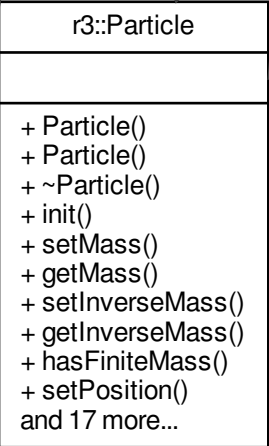 r3::Particle
+ Particle()
+ Particle()
+ ~Particle()
+ init()
+ setMass()
+ getMass()
+ setInverseMass()
+ getInverseMass()
+ hasFiniteMass()
+ setPosition()
and 17 more...